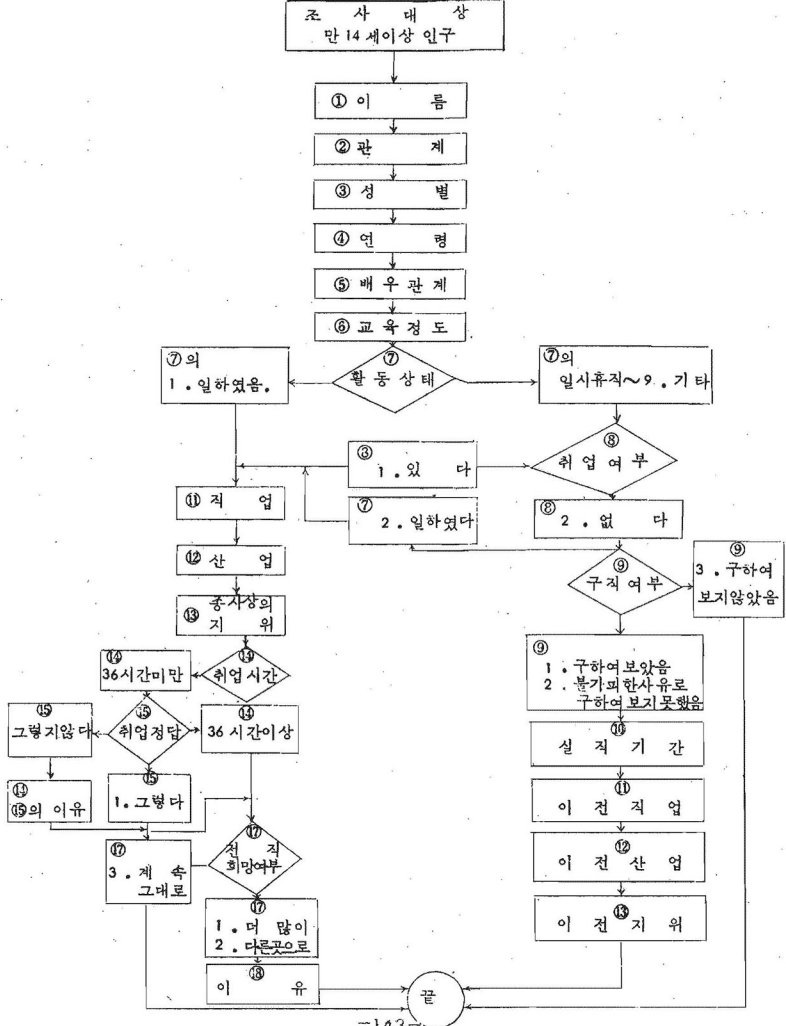 조 사 대 상
만 14 세이상 인구
① 이 름
② 관 계
③ 성 별
④ 연 령
⑤ 배 우 관 계
⑥ 교 육 정 도
⑦
활 동 상 태
⑦의
1 . 일하였음.
⑦의
일시휴직~9 . 기 타
⑧
취 업 여 부
③
1 . 있 다
⑦
2 . 일하였다
⑧
2 . 없 다
⑪ 직 업
⑫ 산 업
⑬ 종사상의
지 위
⑨
구 직 여 부
⑨
3 . 구하여
보지않았음
⑭
36시간미만
⑭
취업시간
⑨
1 . 구하여 보았음
2 . 불가피한사유로
구하여 보지 못했음
⑮
그렇지않다
⑮
취업정답
⑭
36 시간이상
⑩
실 직 기 간
⑭
⑮의 이유
⑮
1. 그렇다
⑪
이 전 직 업
⑰
3 . 계 속
그대로
⑰
전 직
희망여부
⑫
이 전 산 업
⑰
1 . 더 많이
2 . 다른곳으로
⑬
이 전 지 위
⑱
이 유
끝
-143-